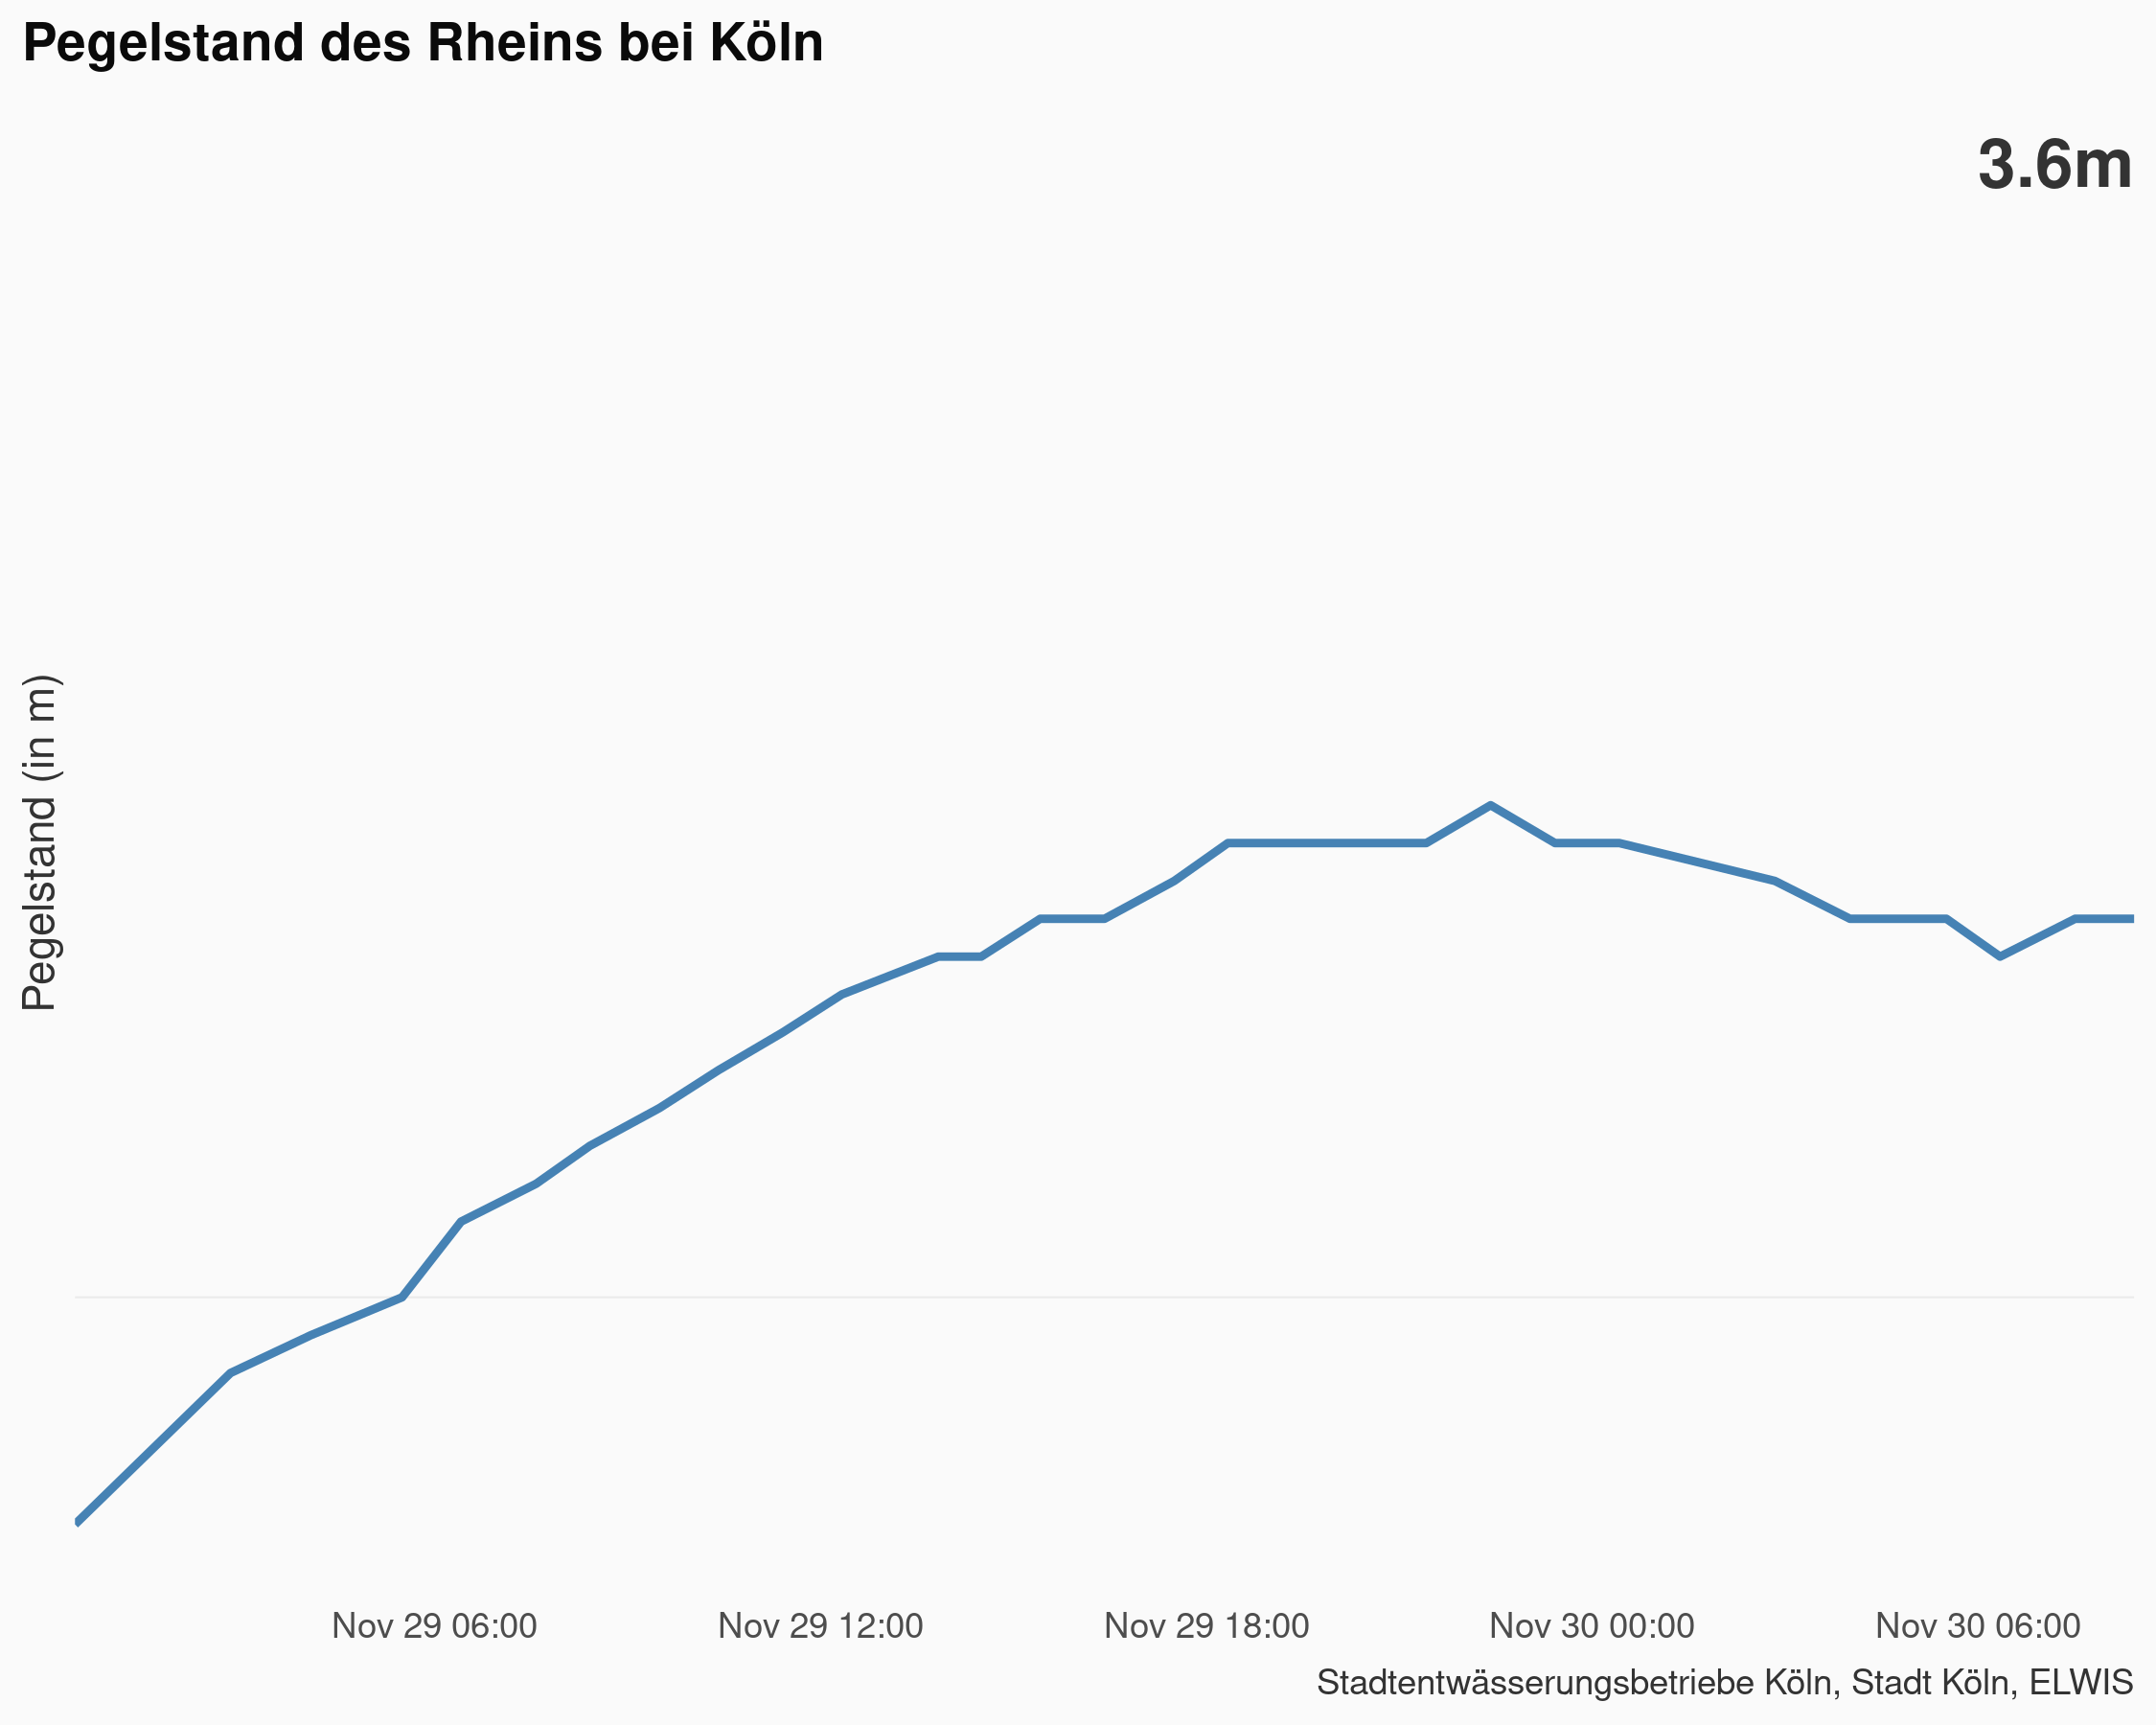 Pegelstand des Rheins bei Köln
3.6m
Pegelstand (in m)
Nov 29 06:00
Nov 29 12:00
Nov 29 18:00
Nov 30 00:00
Nov 30 06:00
Stadtentwässerungsbetriebe Köln, Stadt Köln, ELWIS